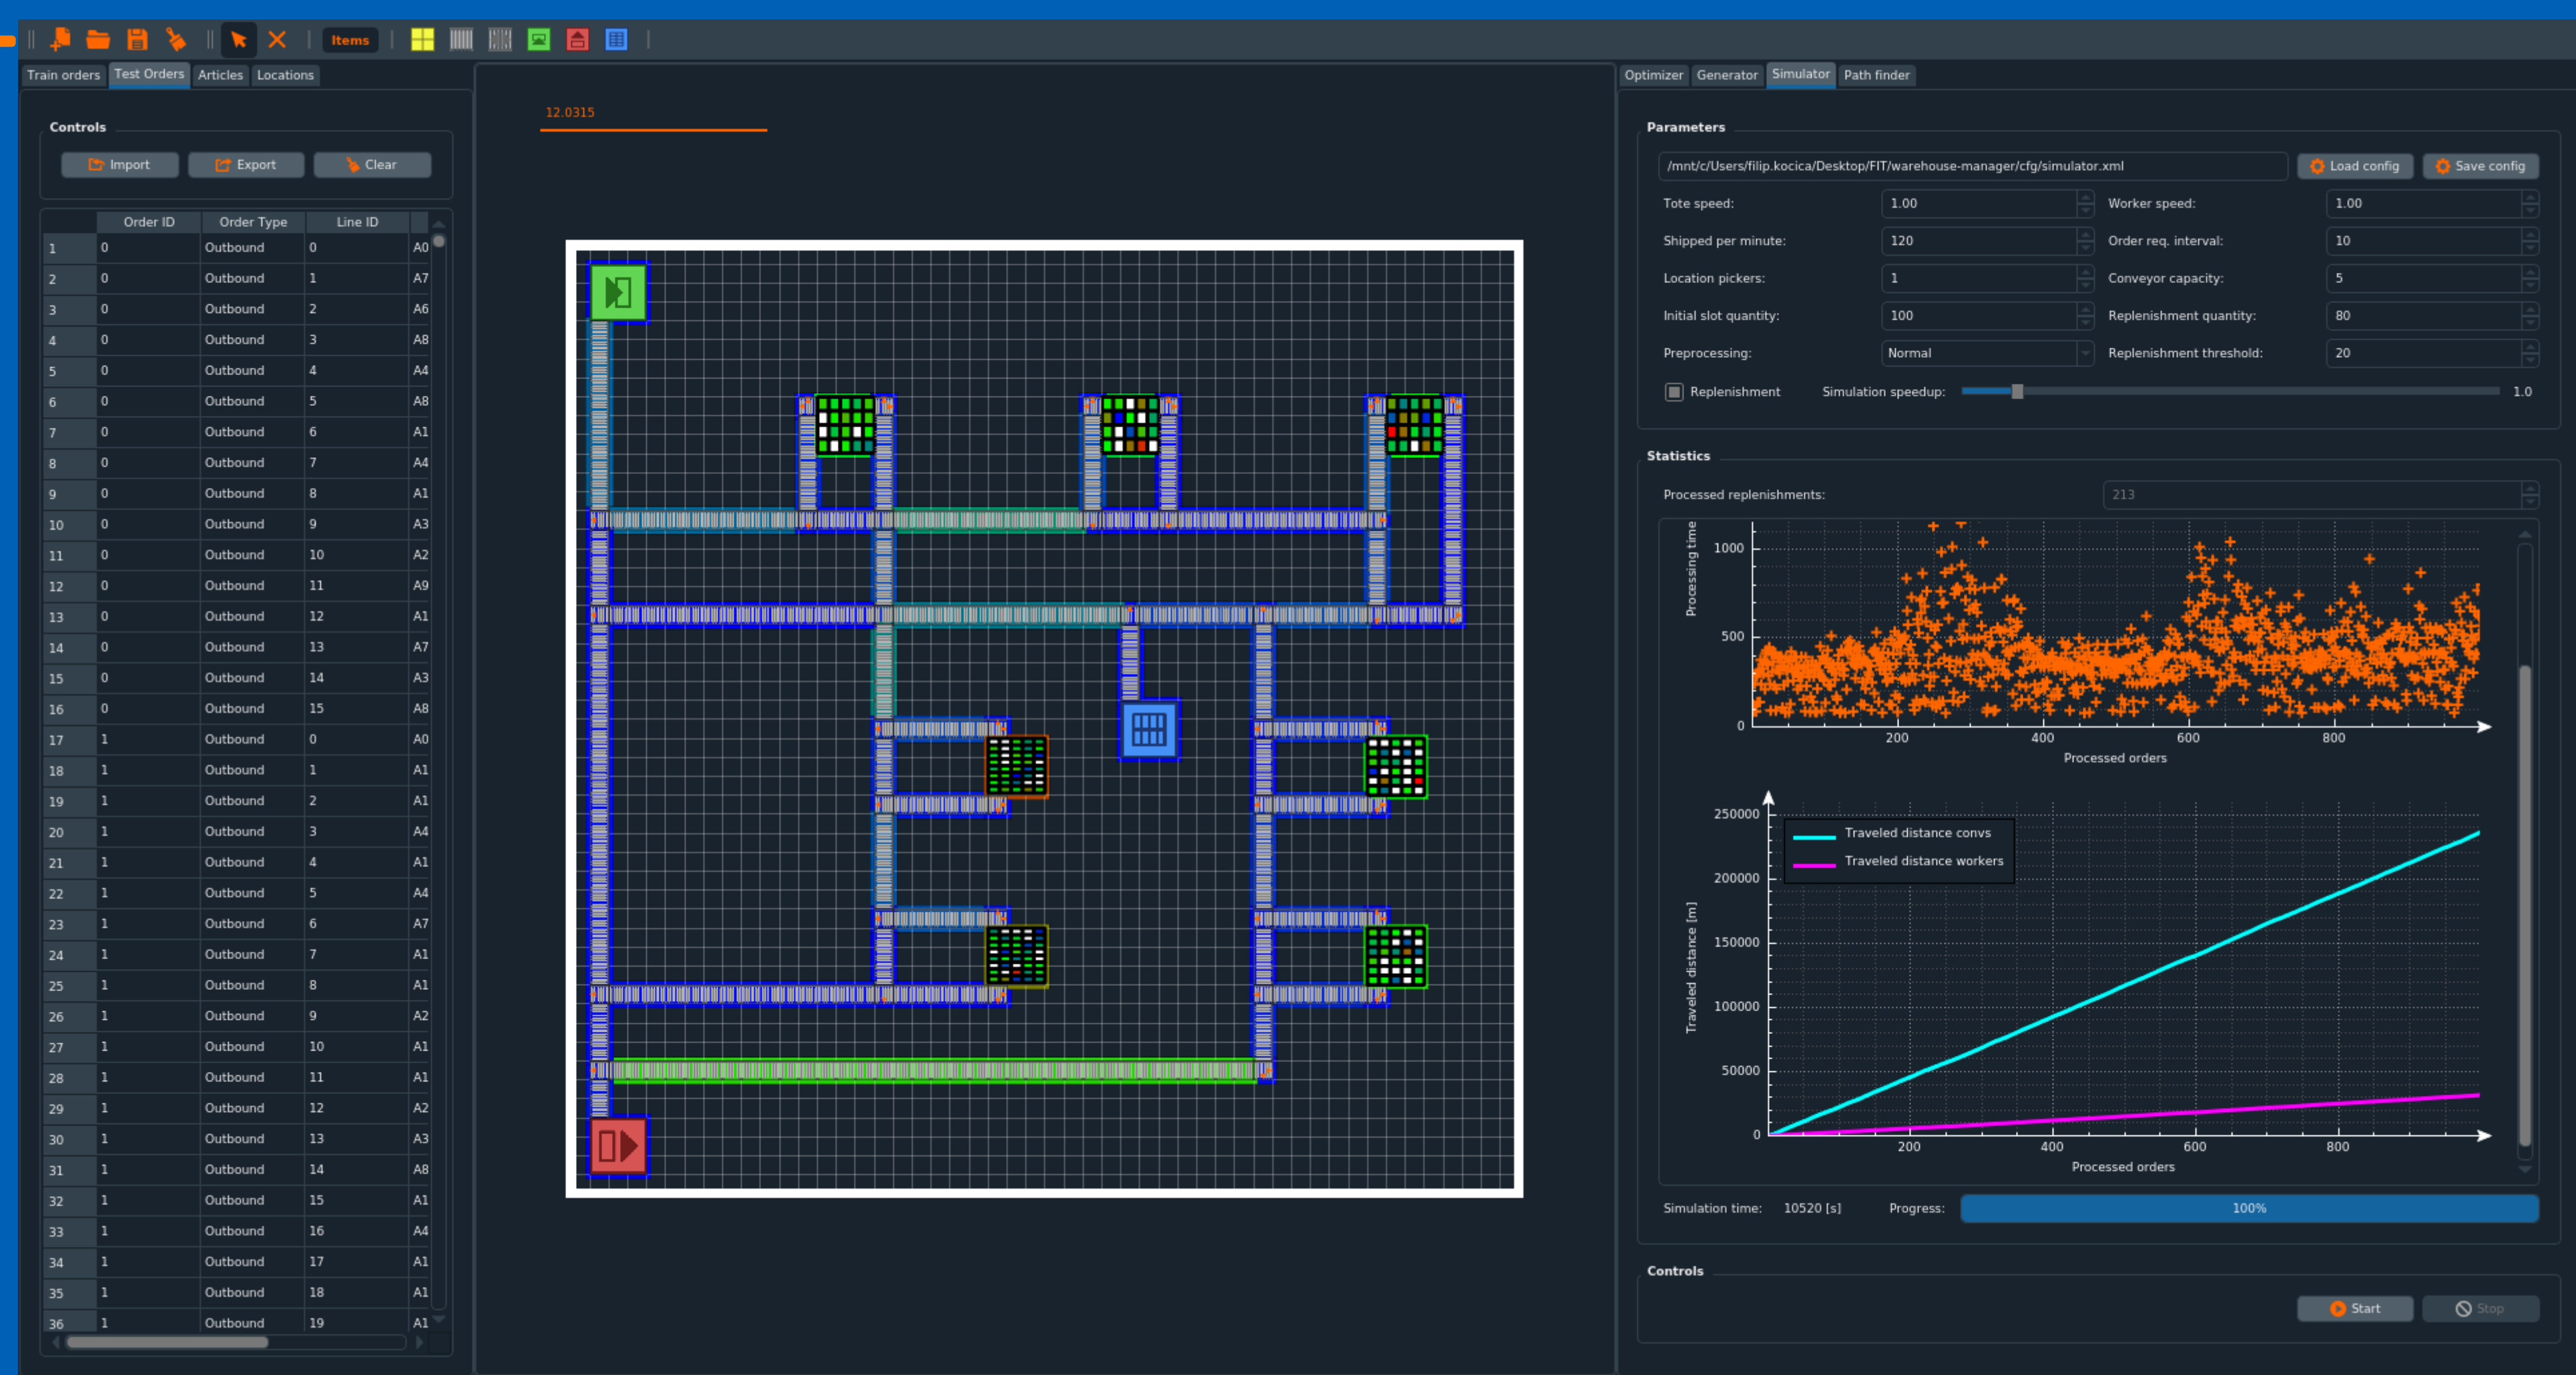 Items
Train orders Test Orders Articles Locations
Controls
Import Export Clear
Order ID Order Type Line ID
1 0 Outbound 0 A0
2 0 Outbound 1 A7
3 0 Outbound 2 A6
4 0 Outbound 3 A8
5 0 Outbound 4 A4
6 0 Outbound 5 A8
7 0 Outbound 6 A1
8 0 Outbound 7 A4
9 0 Outbound 8 A1
10 0 Outbound 9 A3
11 0 Outbound 10 A2
12 0 Outbound 11 A9
13 0 Outbound 12 A1
14 0 Outbound 13 A7
15 0 Outbound 14 A3
16 0 Outbound 15 A8
17 1 Outbound 0 A0
18 1 Outbound 1 A1
19 1 Outbound 2 A1
20 1 Outbound 3 A4
21 1 Outbound 4 A1
22 1 Outbound 5 A4
23 1 Outbound 6 A7
24 1 Outbound 7 A1
25 1 Outbound 8 A1
26 1 Outbound 9 A2
27 1 Outbound 10 A1
28 1 Outbound 11 A1
29 1 Outbound 12 A2
30 1 Outbound 13 A3
31 1 Outbound 14 A8
32 1 Outbound 15 A1
33 1 Outbound 16 A4
34 1 Outbound 17 A1
35 1 Outbound 18 A1
36 1 Outbound 19 A1
12.0315
Optimizer Generator Simulator Path finder
Parameters
/mnt/c/Users/filip.kocica/Desktop/FIT/warehouse-manager/cfg/simulator.xml Load config Save config
Tote speed: 1.00 Worker speed: 1.00
Shipped per minute: 120 Order req. interval: 10
Location pickers: 1 Conveyor capacity: 5
Initial slot quantity: 100 Replenishment quantity: 80
Preprocessing: Normal Replenishment threshold: 20
Replenishment Simulation speedup: 1.0
Statistics
Processed replenishments: 213
Processing time
1000
500
0
200 400 600 800
Processed orders
Traveled distance [m]
250000
200000
150000
100000
50000
0
Traveled distance convs
Traveled distance workers
200 400 600 800
Processed orders
Simulation time: 10520 [s] Progress: 100%
Controls
Start Stop